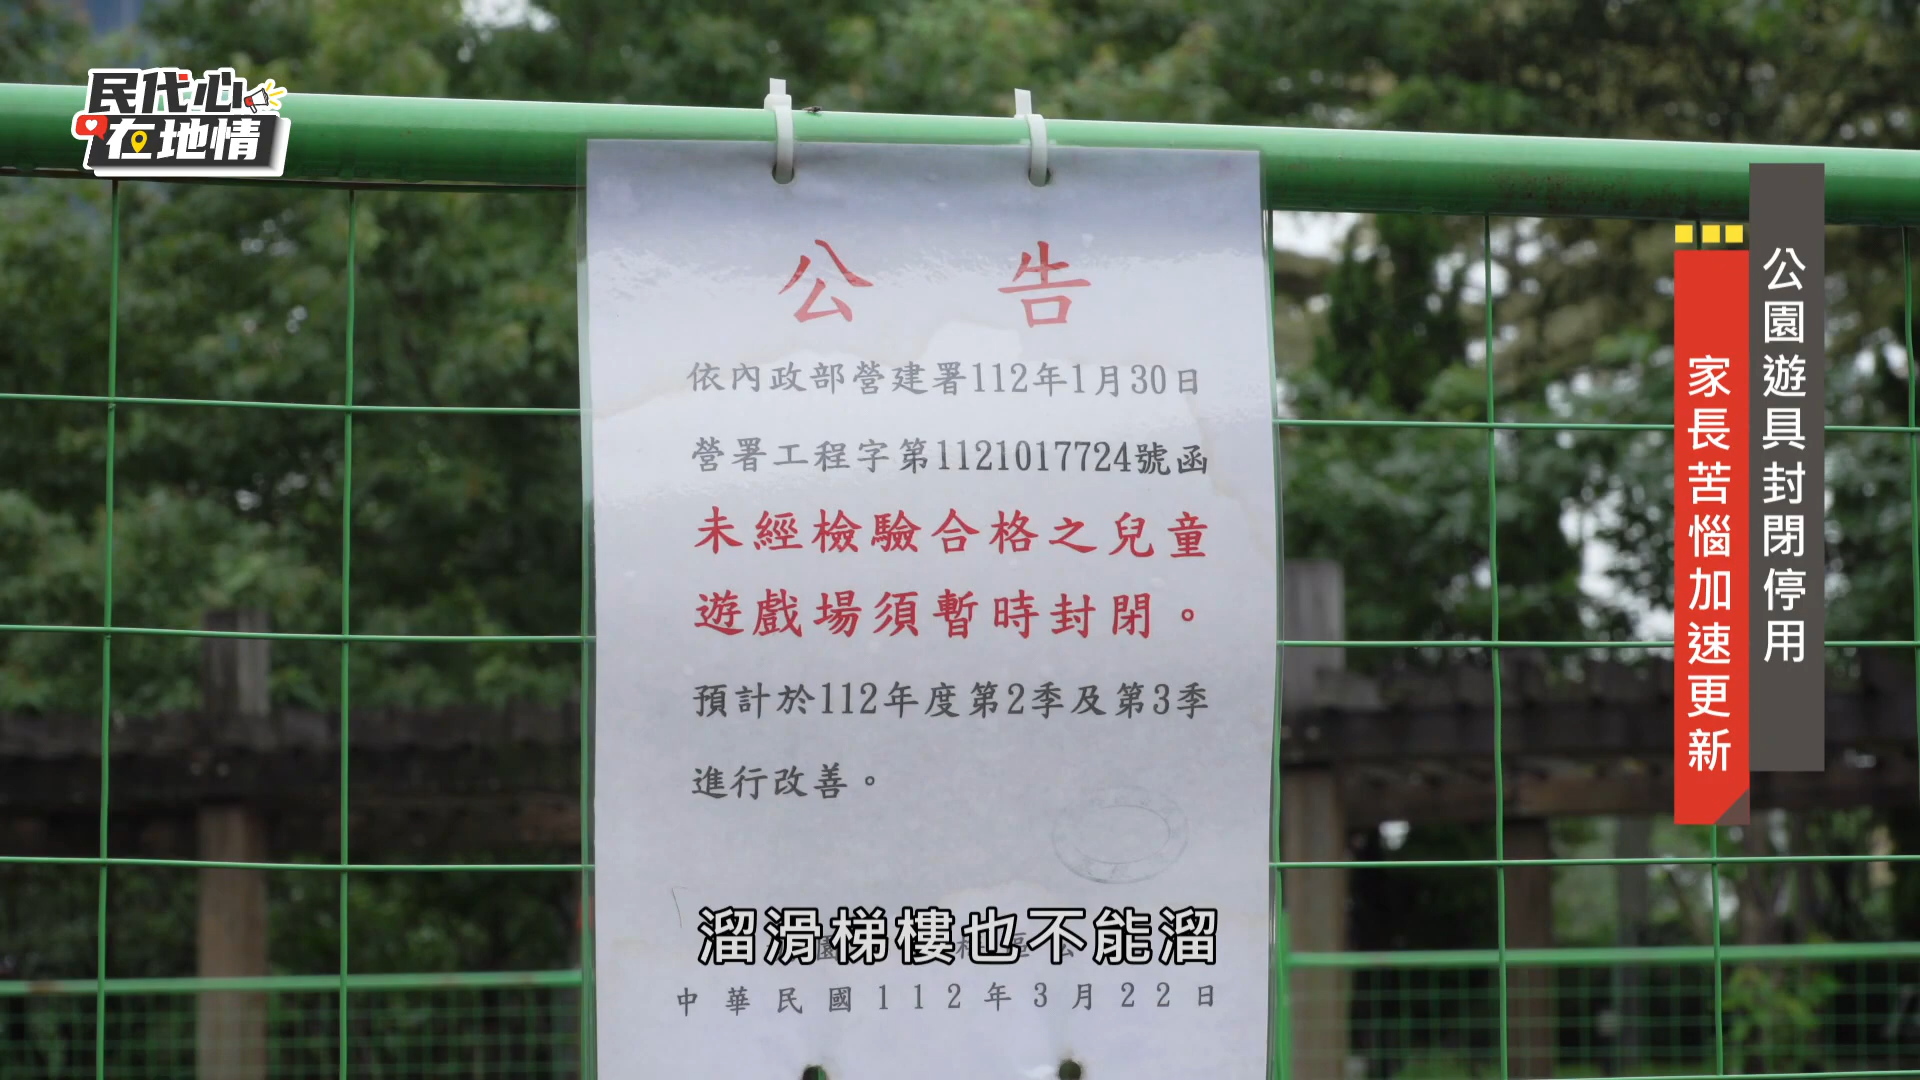 民代心
在地情
公告
依內政部營建署112年1月30日
營署工程字第1121017724號函
未經檢驗合格之兒童
遊戲場須暫時封閉。
預計於112年度第2季及第3季
進行改善。
溜滑梯樓也不能溜
中華民國112年3月22日
公園遊具封閉停用
家長苦惱加速更新